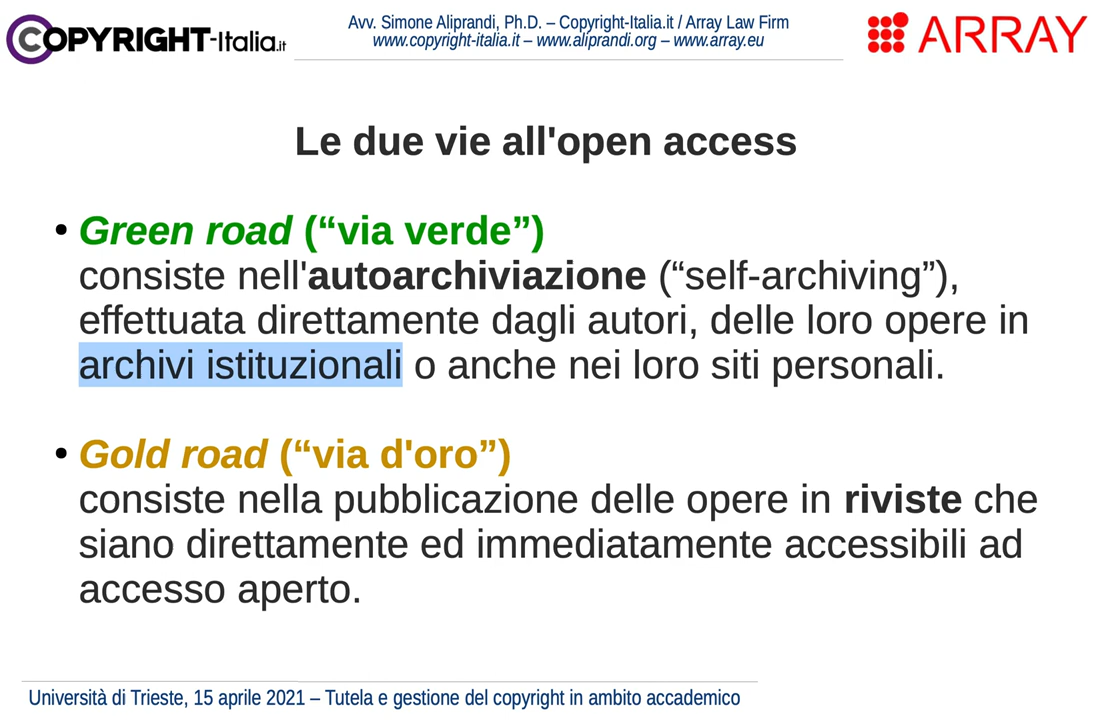 COPYRIGHT-Italia.it
Avv. Simone Aliprandi, Ph.D. – Copyright-Italia.it / Array Law Firm
www.copyright-italia.it – www.aliprandi.org – www.array.eu
ARRAY
Le due vie all'open access
• Green road (“via verde”)
consiste nell'autoarchiviazione (“self-archiving”),
effettuata direttamente dagli autori, delle loro opere in
archivi istituzionali o anche nei loro siti personali.
• Gold road (“via d'oro”)
consiste nella pubblicazione delle opere in riviste che
siano direttamente ed immediatamente accessibili ad
accesso aperto.
Università di Trieste, 15 aprile 2021 – Tutela e gestione del copyright in ambito accademico